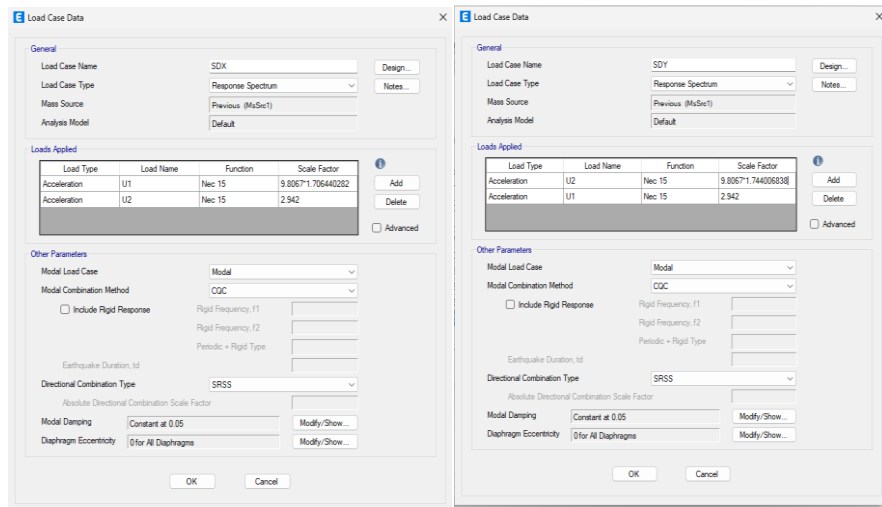 E Load Case Data
General
Load Case Name SDX Design...
Load Case Type Response Spectrum Notes...
Mass Source Previous (MsSrc1)
Analysis Model Default
Loads Applied
Load Type Load Name Function Scale Factor
Acceleration U1 Nec 15 9.8067*1.706440282 Add
Acceleration U2 Nec 15 2.942 Delete
Advanced
Other Parameters
Modal Load Case Modal
Modal Combination Method CQC
Include Rigid Response Rigid Frequency, f1
Rigid Frequency, f2
Periodic + Rigid Type
Earthquake Duration, td
Directional Combination Type SRSS
Absolute Directional Combination Scale Factor
Modal Damping Constant at 0.05 Modify/Show...
Diaphragm Eccentricity 0 for All Diaphragms Modify/Show...
OK Cancel
E Load Case Data
General
Load Case Name SDY Design...
Load Case Type Response Spectrum Notes...
Mass Source Previous (MsSrc1)
Analysis Model Default
Loads Applied
Load Type Load Name Function Scale Factor
Acceleration U2 Nec 15 9.8067*1.744006838 Add
Acceleration U1 Nec 15 2.942 Delete
Advanced
Other Parameters
Modal Load Case Modal
Modal Combination Method CQC
Include Rigid Response Rigid Frequency, f1
Rigid Frequency, f2
Periodic + Rigid Type
Earthquake Duration, td
Directional Combination Type SRSS
Absolute Directional Combination Scale Factor
Modal Damping Constant at 0.05 Modify/Show...
Diaphragm Eccentricity 0 for All Diaphragms Modify/Show...
OK Cancel